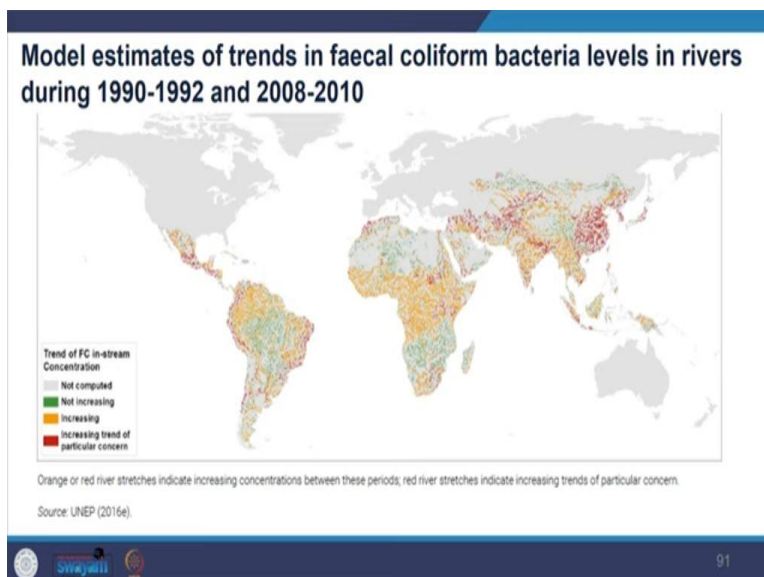 Model estimates of trends in faecal coliform bacteria levels in rivers
during 1990-1992 and 2008-2010
Trend of FC in-stream
Concentration
Not computed
Not increasing
Increasing
Increasing trend of
particular concern
Orange or red river stretches indicate increasing concentrations between these periods; red river stretches indicate increasing trends of particular concern.
Source: UNEP (2016e).
swayam
91